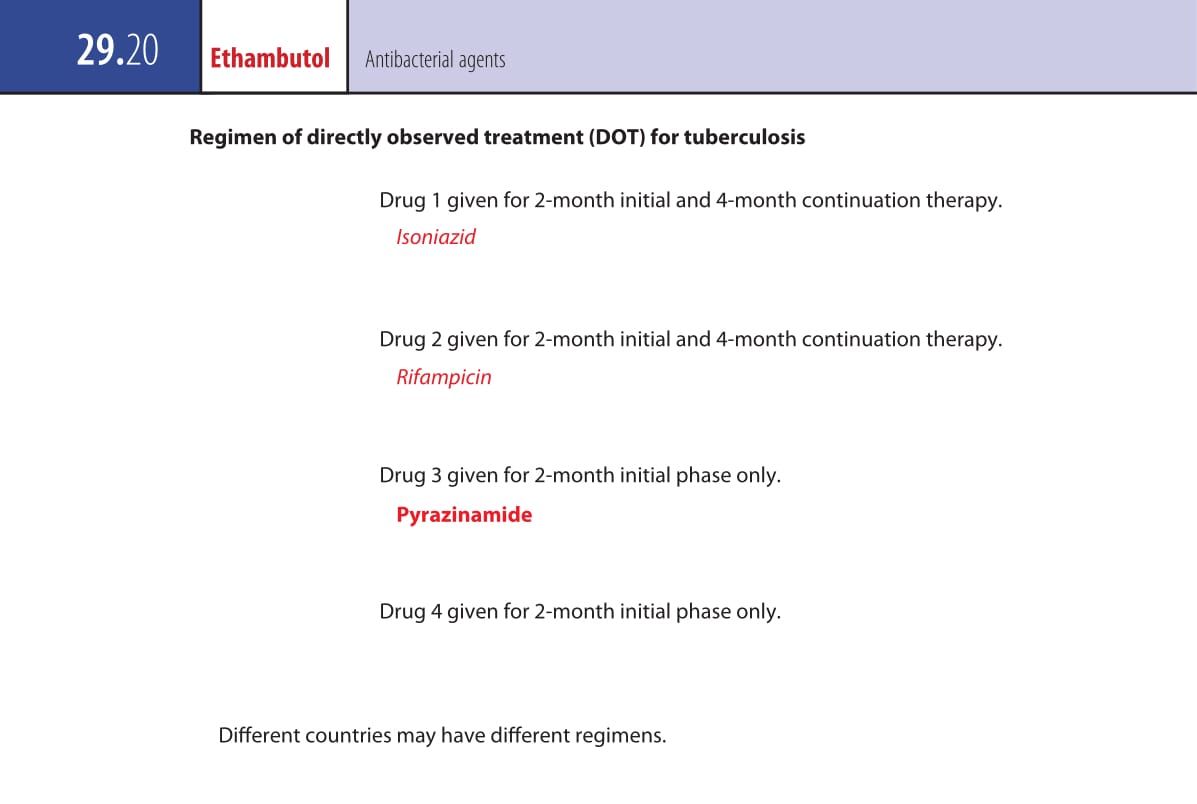 29.20 Ethambutol Antibacterial agents
Regimen of directly observed treatment (DOT) for tuberculosis
Drug 1 given for 2-month initial and 4-month continuation therapy.
Isoniazid
Drug 2 given for 2-month initial and 4-month continuation therapy.
Rifampicin
Drug 3 given for 2-month initial phase only.
Pyrazinamide
Drug 4 given for 2-month initial phase only.
Different countries may have different regimens.